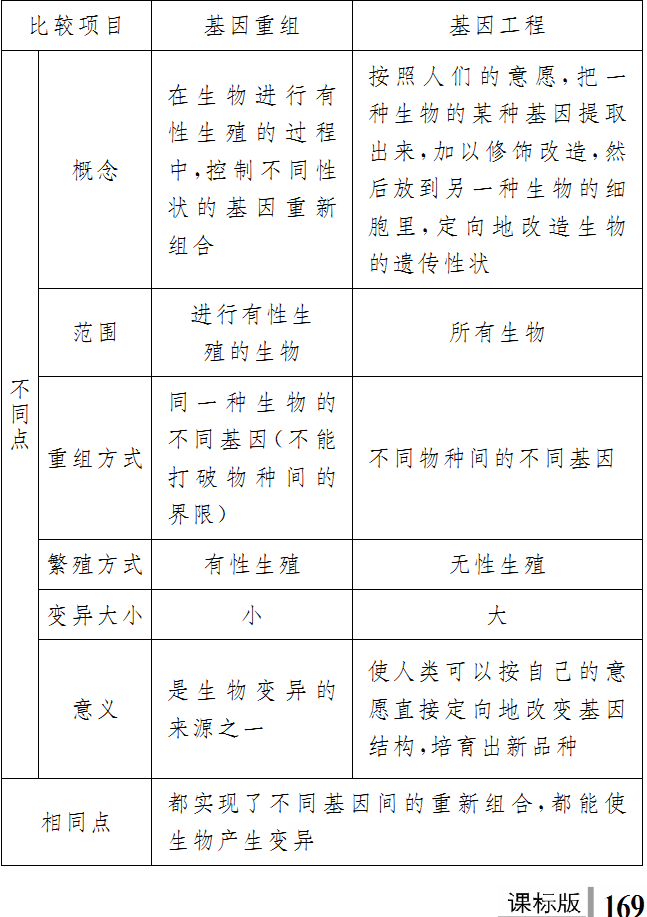 比较项目 基因重组 基因工程
不同点
概念
在生物进行有
性生殖的过程
中,控制不同性
状的基因重新
组合
按照人们的意愿,把一
种生物的某种基因提取
出来,加以修饰改造,然
后放到另一种生物的细
胞里,定向地改造生物
的遗传性状
范围
进行有性生
殖的生物
所有生物
重组方式
同一种生物的
不同基因(不能
打破物种间的
界限)
不同物种间的不同基因
繁殖方式 有性生殖 无性生殖
变异大小 小 大
意义
是生物变异的
来源之一
使人类可以按自己的意
愿直接定向地改变基因
结构,培育出新品种
相同点
都实现了不同基因间的重新组合,都能使
生物产生变异
课标版 169